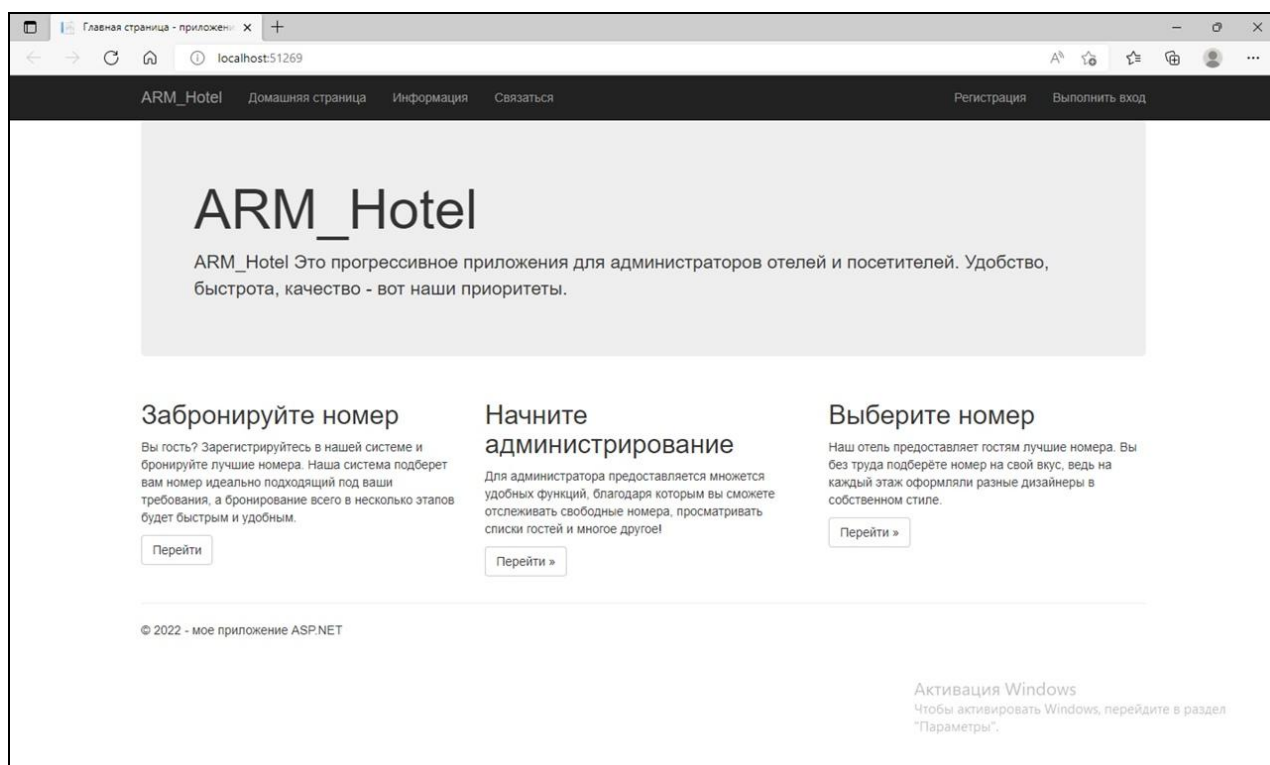 Главная страница - приложени
localhost:51269
ARM_Hotel Домашняя страница Информация Связаться Регистрация Выполнить вход
ARM_Hotel
ARM_Hotel Это прогрессивное приложения для администраторов отелей и посетителей. Удобство,
быстрота, качество - вот наши приоритеты.
Забронируйте номер
Вы гость? Зарегистрируйтесь в нашей системе и
бронируйте лучшие номера. Наша система подберет
вам номер идеально подходящий под ваши
требования, а бронирование всего в несколько этапов
будет быстрым и удобным.
Перейти
Начните
администрирование
Для администратора предоставляется множется
удобных функций, благодаря которым вы сможете
отслеживать свободные номера, просматривать
списки гостей и многое другое!
Перейти »
Выберите номер
Наш отель предоставляет гостям лучшие номера. Вы
без труда подберёте номер на свой вкус, ведь на
каждый этаж оформляли разные дизайнеры в
собственном стиле.
Перейти »
© 2022 - мое приложение ASP.NET
Активация Windows
Чтобы активировать Windows, перейдите в раздел
"Параметры".